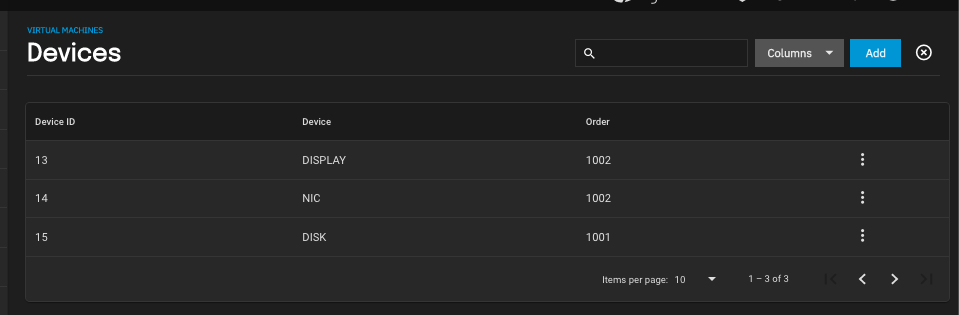 VIRTUAL MACHINES
Devices
Columns
Add
Device ID Device Order
13 DISPLAY 1002
14 NIC 1002
15 DISK 1001
Items per page: 10 1 – 3 of 3